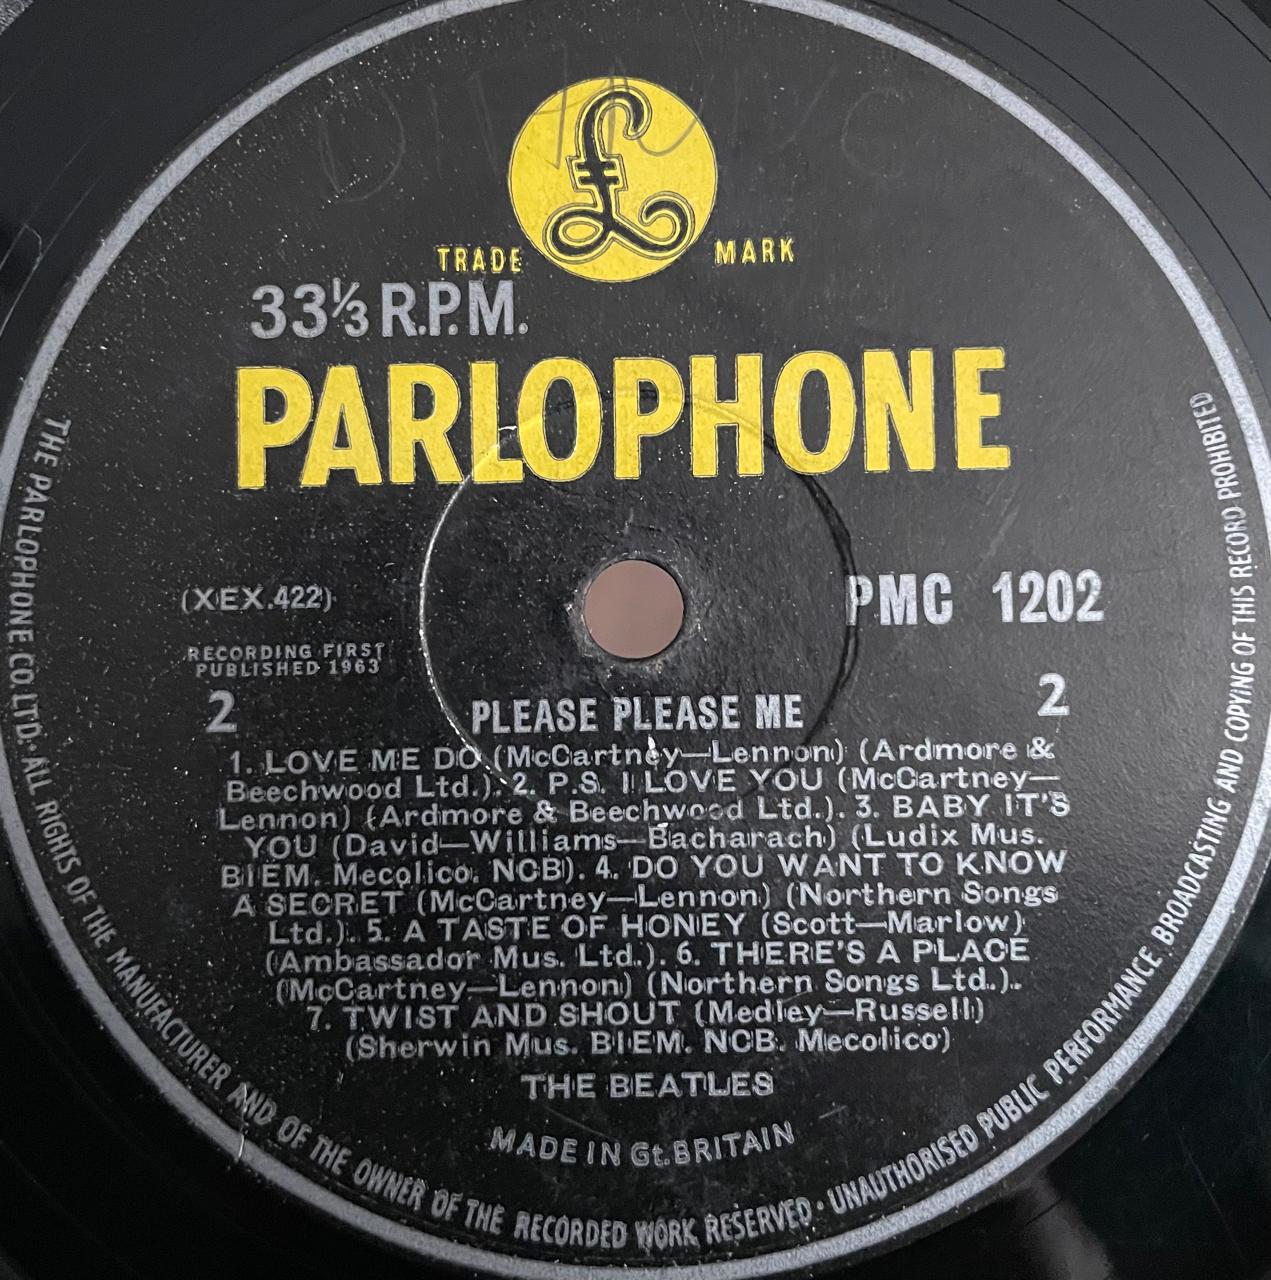 TRADE MARK
33⅓ R.P.M.
PARLOPHONE
(XEX.422)
PMC 1202
RECORDING FIRST
PUBLISHED 1963
2 2
PLEASE PLEASE ME
1. LOVE ME DO (McCartney—Lennon) (Ardmore &
Beechwood Ltd.). 2. P.S. I LOVE YOU (McCartney—
Lennon) (Ardmore & Beechwood Ltd.). 3. BABY IT'S
YOU (David—Williams—Bacharach) (Ludix Mus.
BIEM. Mecolico. NCB). 4. DO YOU WANT TO KNOW
A SECRET (McCartney—Lennon) (Northern Songs
Ltd.). 5. A TASTE OF HONEY (Scott—Marlow)
(Ambassador Mus. Ltd.). 6. THERE'S A PLACE
(McCartney—Lennon) (Northern Songs Ltd.).
7. TWIST AND SHOUT (Medley—Russell)
(Sherwin Mus. BIEM. NCB. Mecolico)
THE BEATLES
MADE IN Gt. BRITAIN
THE PARLOPHONE CO. LTD. · ALL RIGHTS OF THE MANUFACTURER AND OF THE OWNER OF THE RECORDED WORK RESERVED · UNAUTHORISED PUBLIC PERFORMANCE BROADCASTING AND COPYING OF THIS RECORD PROHIBITED